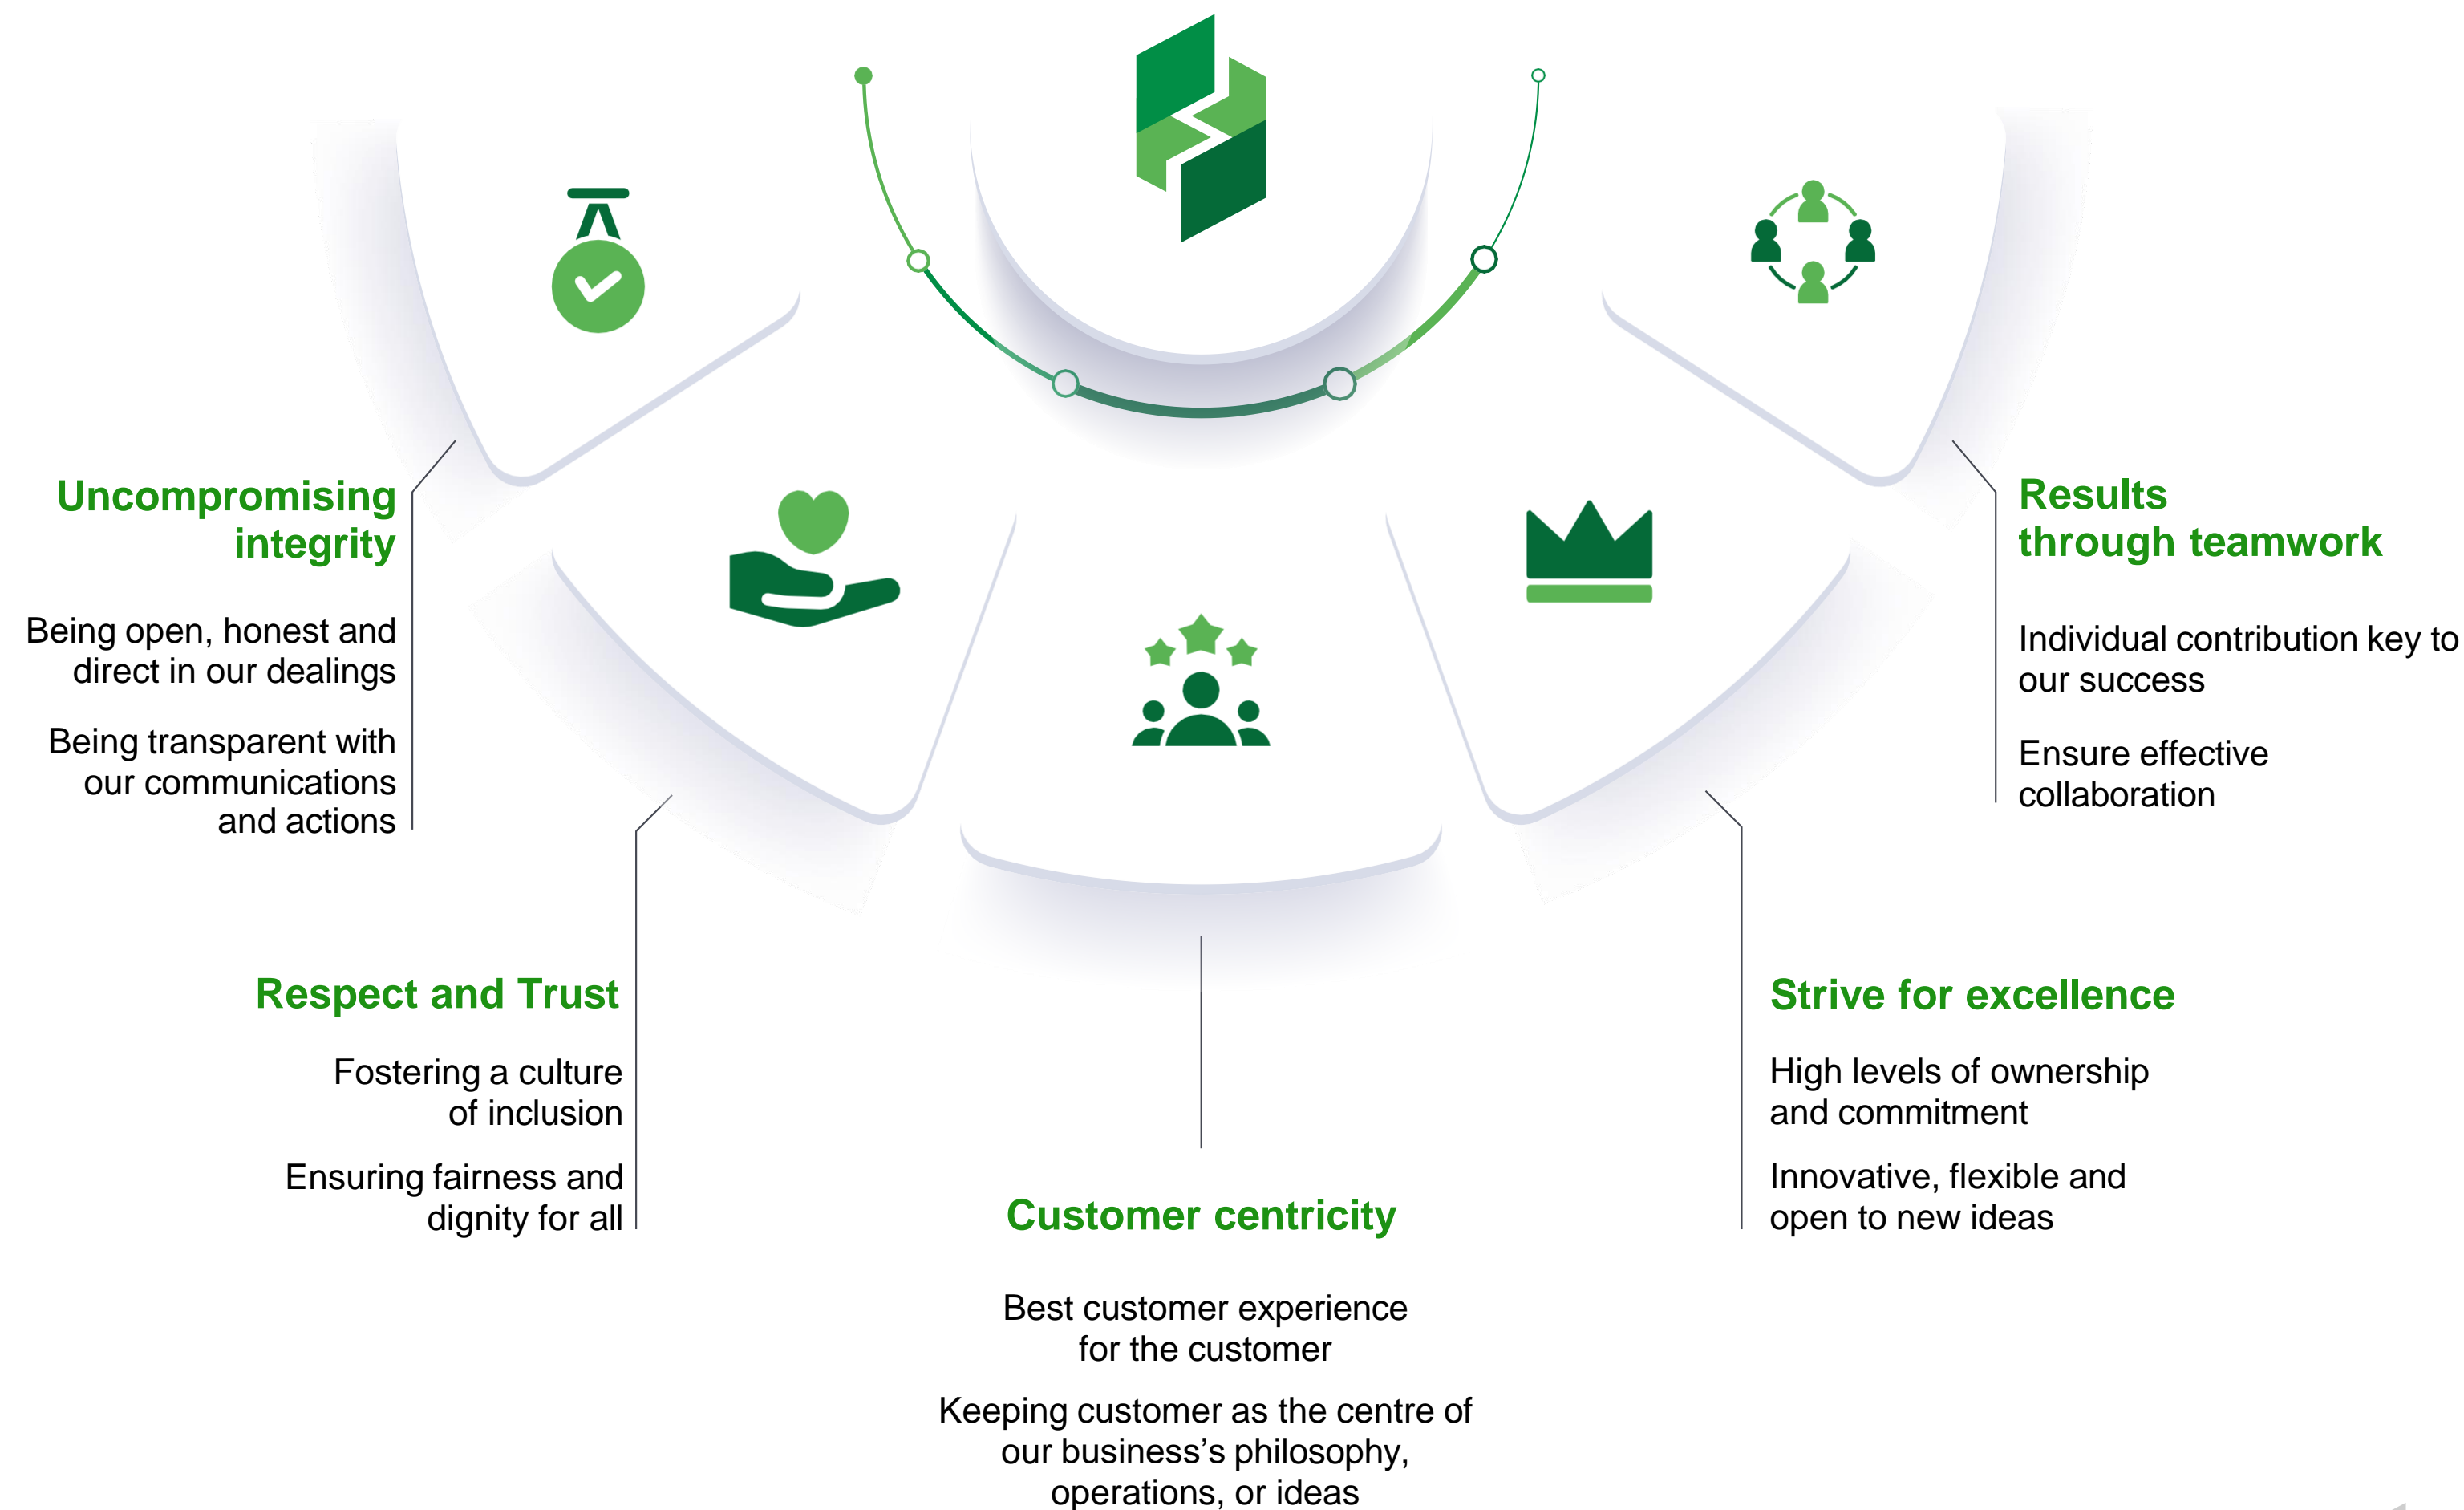 Uncompromising
integrity
Being open, honest and
direct in our dealings
Being transparent with
our communications
and actions
Respect and Trust
Fostering a culture
of inclusion
Ensuring fairness and
dignity for all
Customer centricity
Best customer experience
for the customer
Keeping customer as the centre of
our business’s philosophy,
operations, or ideas
Strive for excellence
High levels of ownership
and commitment
Innovative, flexible and
open to new ideas
Results
through teamwork
Individual contribution key to
our success
Ensure effective
collaboration